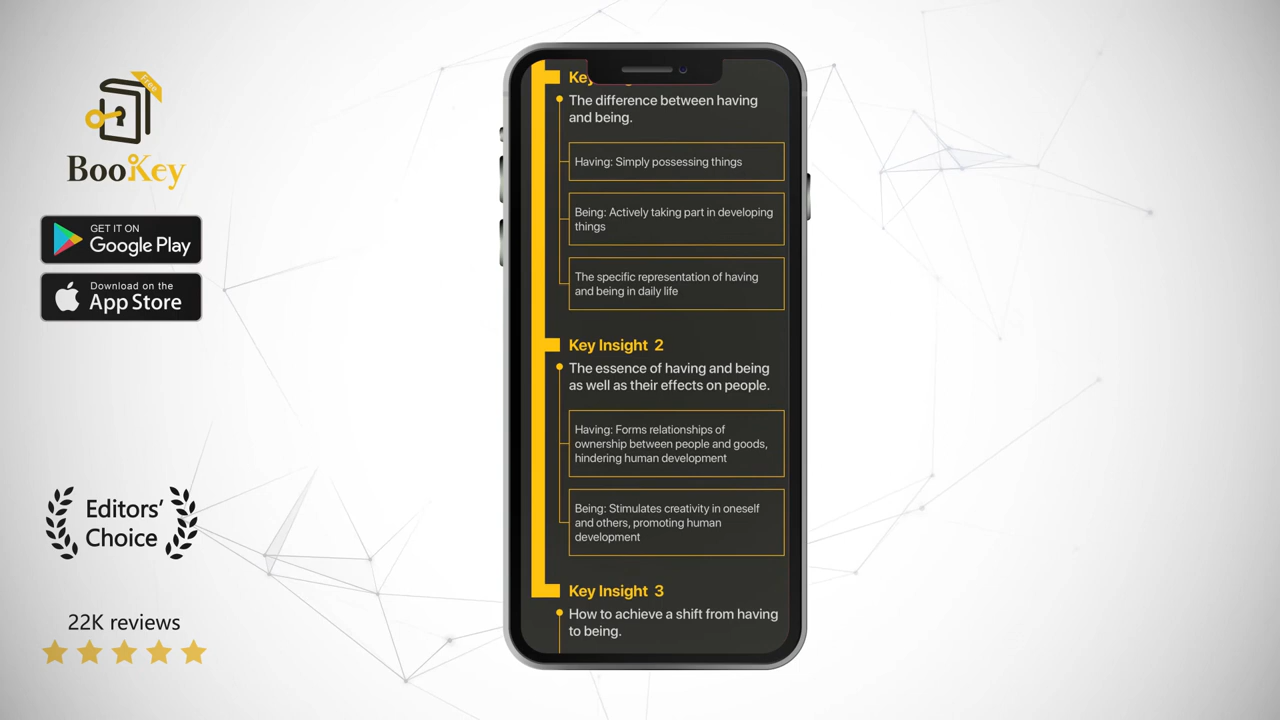 Free
BooKey
GET IT ON
Google Play
Download on the
App Store
Editors’
Choice
22K reviews
The difference between having
and being.
Having: Simply possessing things
Being: Actively taking part in developing
things
The specific representation of having
and being in daily life
Key Insight 2
The essence of having and being
as well as their effects on people.
Having: Forms relationships of
ownership between people and goods,
hindering human development
Being: Stimulates creativity in oneself
and others, promoting human
development
Key Insight 3
How to achieve a shift from having
to being.